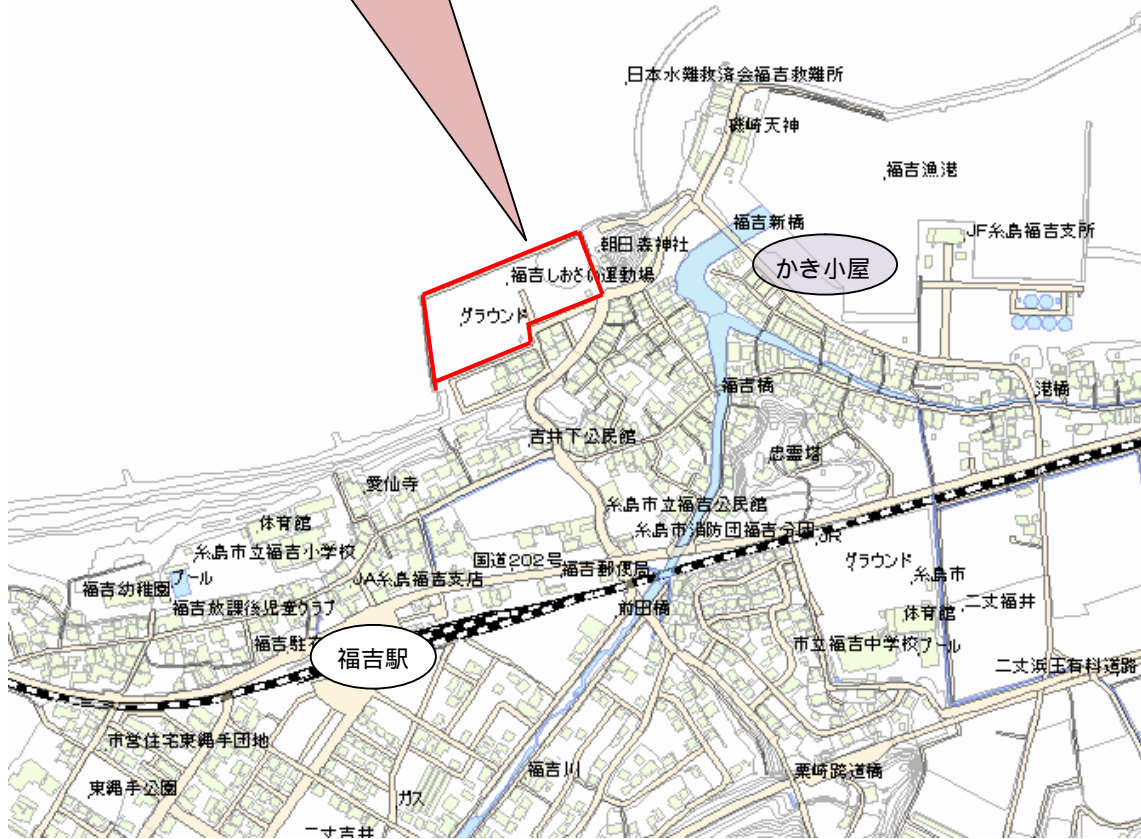 日本水難救済会福吉救難所
磯崎天神
福吉漁港
福吉新橋
JF糸島福吉支所
朝日森神社
かき小屋
福吉しおさい運動場
グラウンド
福吉橋
港橋
吉井下公民館
忠霊塔
愛仙寺
糸島市立福吉公民館
体育館
糸島市消防団福吉分団
JR
糸島市立福吉小学校
国道202号
福吉郵便局
グラウンド
糸島市
福吉幼稚園
プール
JA糸島福吉支店
二丈福井
福吉放課後児童クラブ
前田橋
体育館
福吉駐在
市立福吉中学校
プール
福吉駅
二丈浜玉有料道路
市営住宅東縄手団地
福吉川
栗崎跨道橋
東縄手公園
ガス
二丈吉井